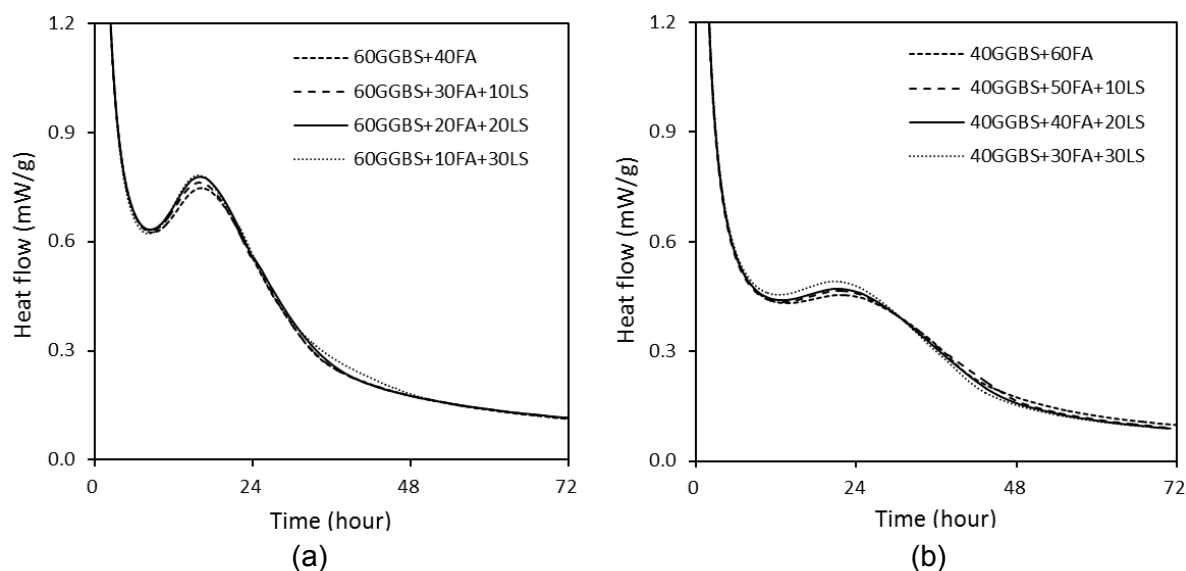 1.2
0.9
0.6
0.3
0.0
Heat flow (mW/g)
60GGBS+40FA
60GGBS+30FA+10LS
60GGBS+20FA+20LS
60GGBS+10FA+30LS
0 24 48 72
Time (hour)
(a)
1.2
0.9
0.6
0.3
0.0
Heat flow (mW/g)
40GGBS+60FA
40GGBS+50FA+10LS
40GGBS+40FA+20LS
40GGBS+30FA+30LS
0 24 48 72
Time (hour)
(b)